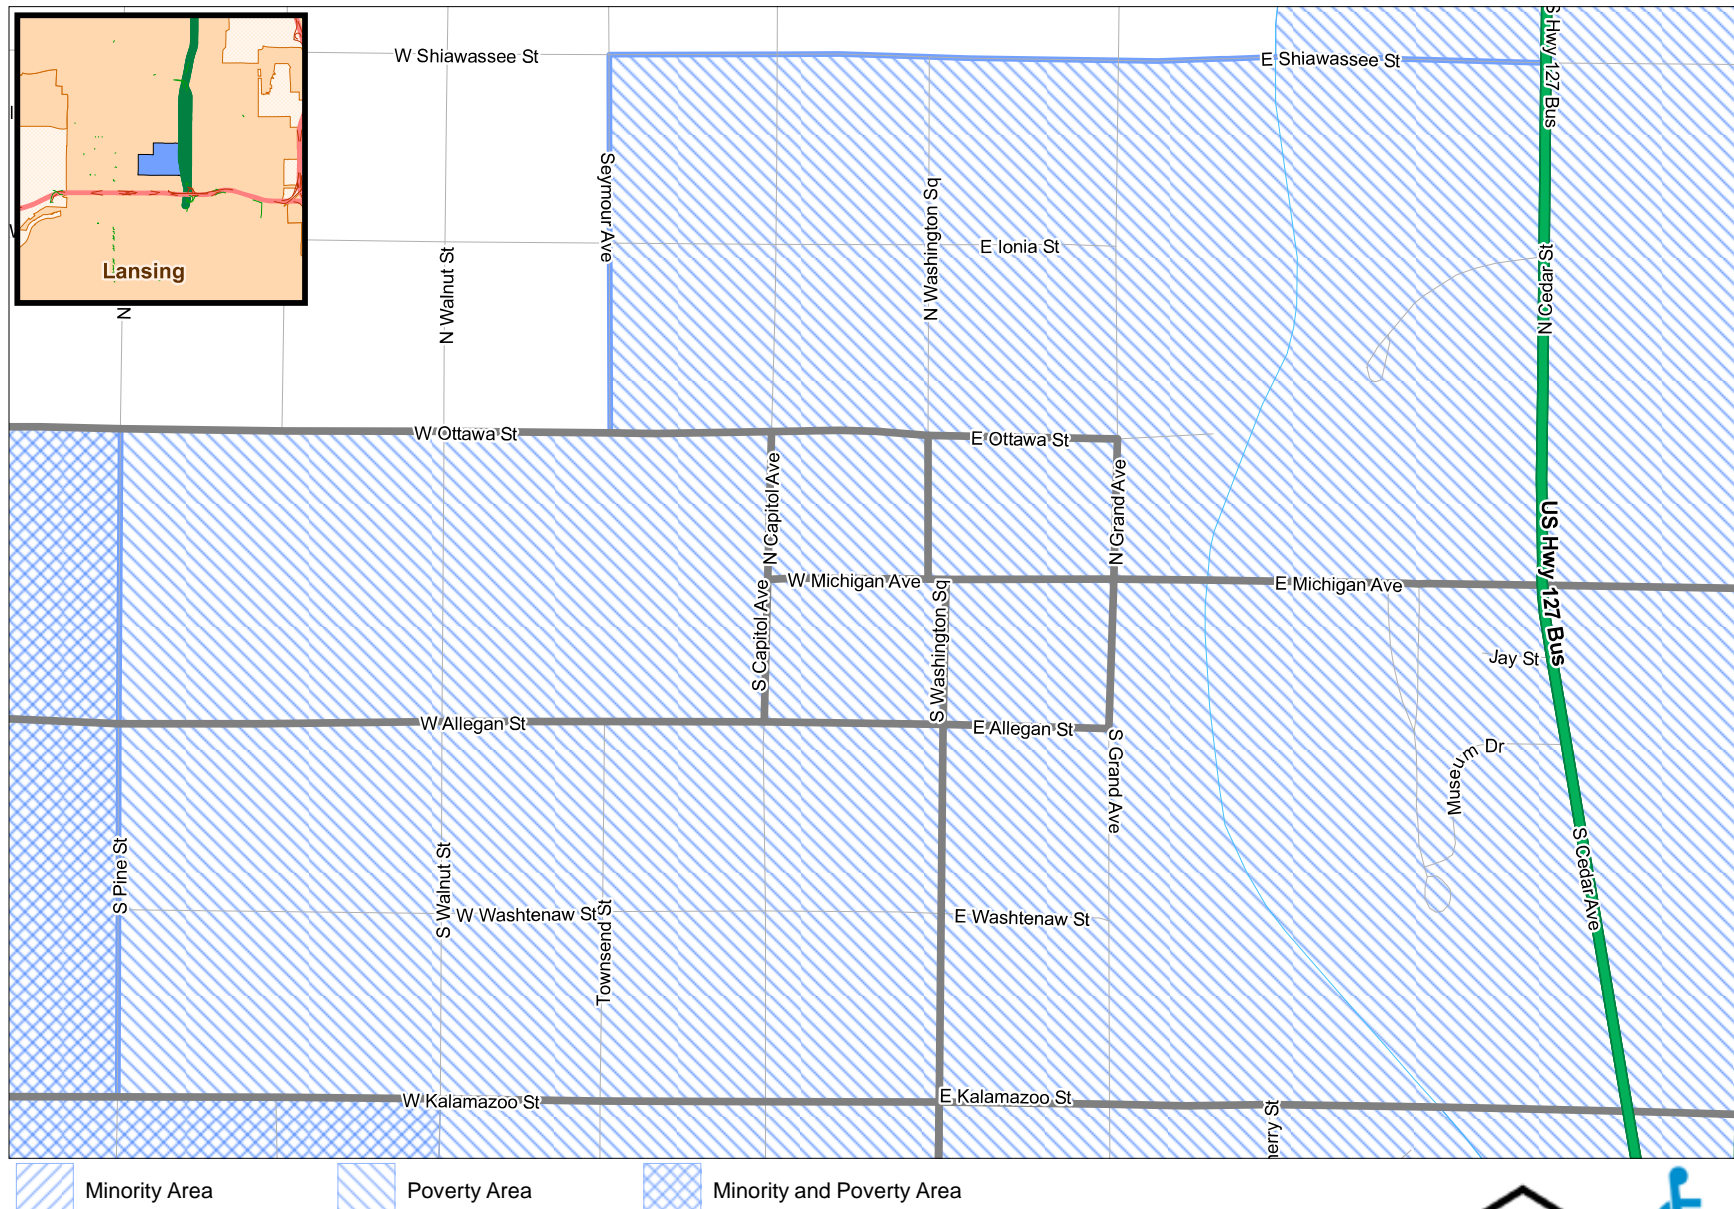 Lansing
W Shiawassee St
E Shiawassee St
S Hwy 127 Bus
Seymour Ave
N Washington Sq
E Ionia St
N Walnut St
N Cedar St
N
W Ottawa St
E Ottawa St
N Capitol Ave
N Grand Ave
US Hwy 127 Bus
W Michigan Ave
E Michigan Ave
S Capitol Ave
S Washington Sq
Jay St
W Allegan St
E Allegan St
S Grand Ave
Museum Dr
S Pine St
S Walnut St
S Cedar Ave
W Washtenaw St
Townsend St
E Washtenaw St
W Kalamazoo St
E Kalamazoo St
herry St
Minority Area
Poverty Area
Minority and Poverty Area